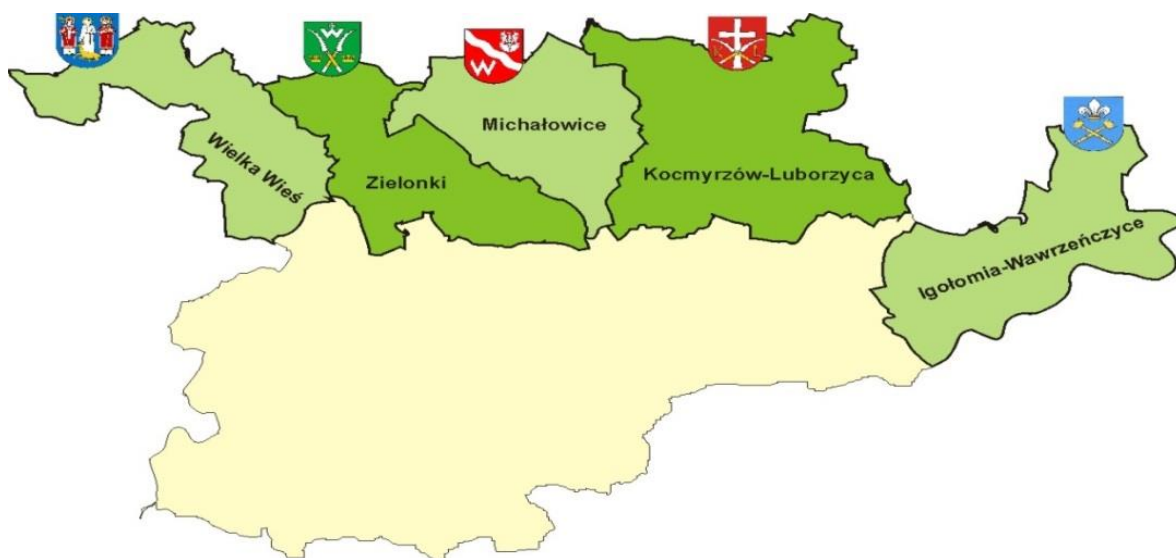 Wielka Wieś
Zielonki
Michałowice
W
Kocmyrzów-Luborzyca
K L
Igołomia-Wawrzeńczyce